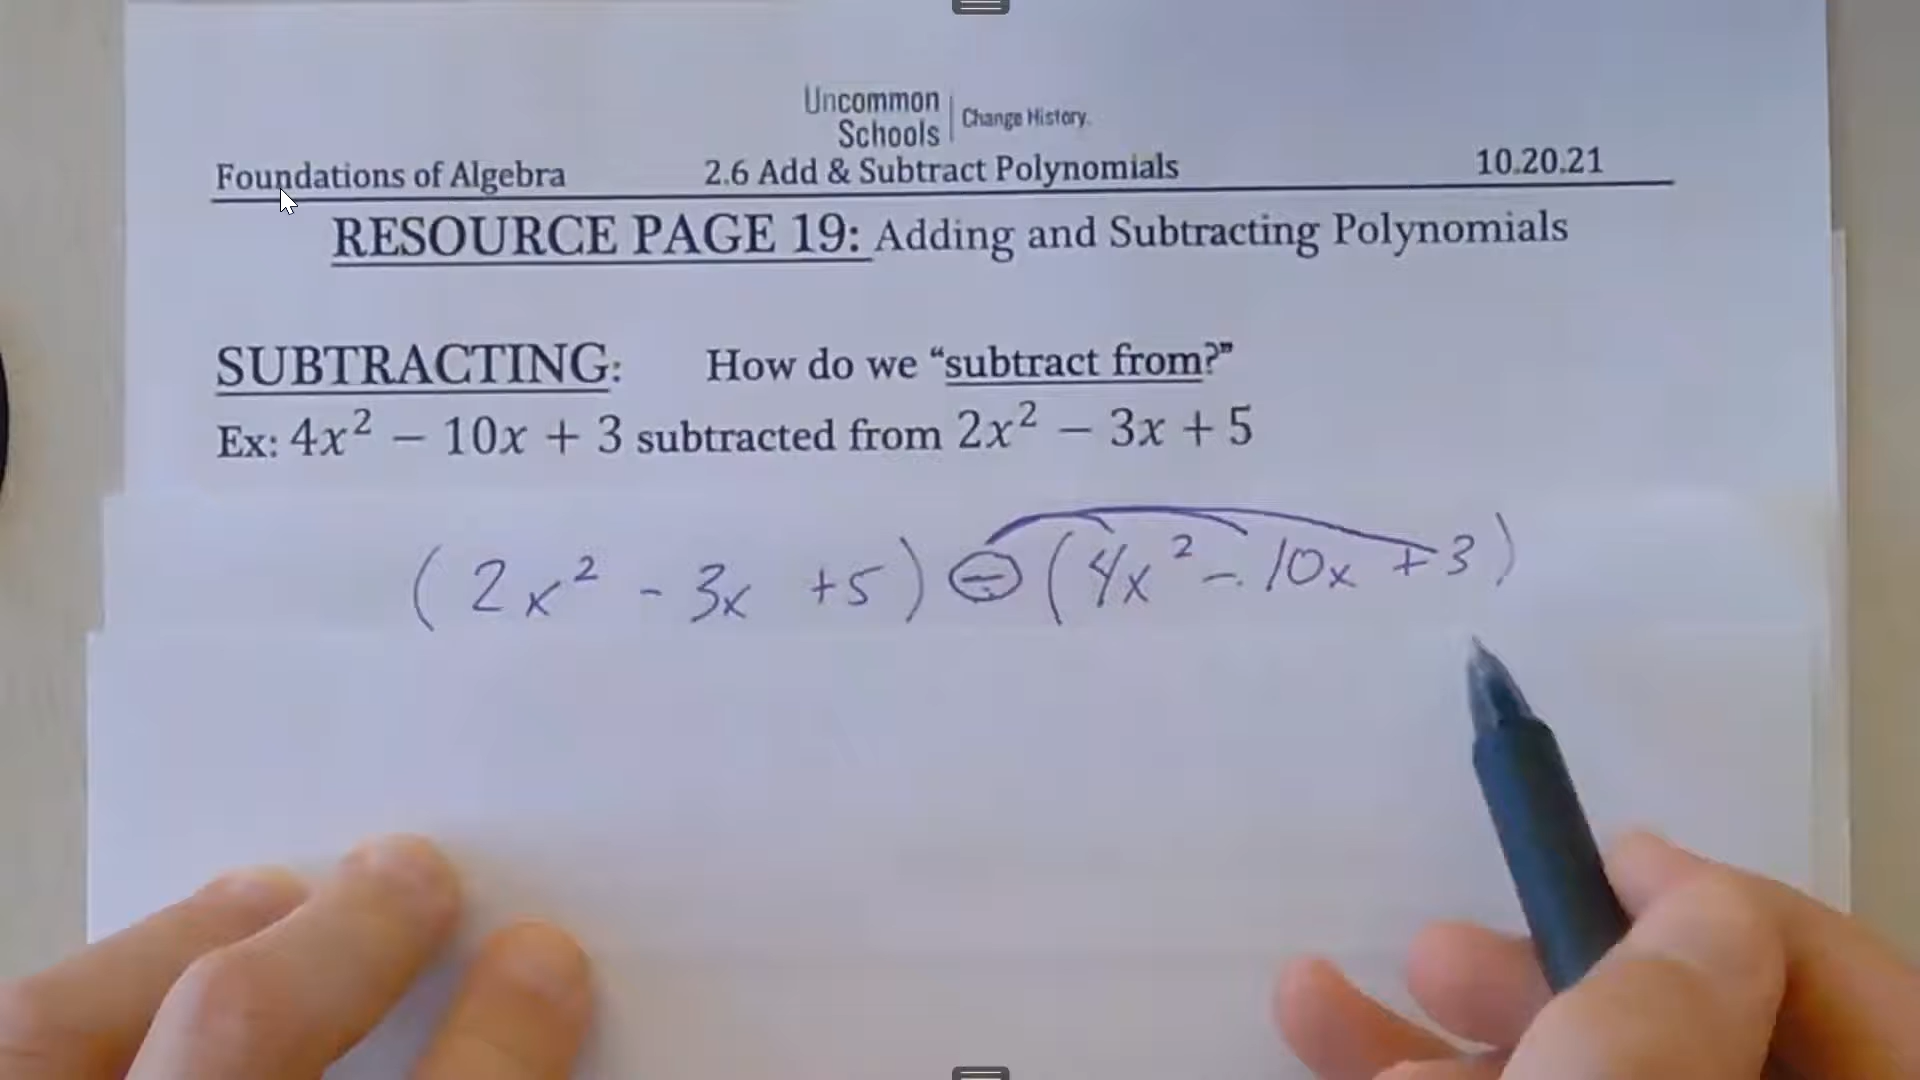 Uncommon
Schools
Change History.
Foundations of Algebra 2.6 Add & Subtract Polynomials 10.20.21
RESOURCE PAGE 19: Adding and Subtracting Polynomials
SUBTRACTING: How do we “subtract from?”
Ex: 4x² − 10x + 3 subtracted from 2x² − 3x + 5
(2x² - 3x +5) - (4x² - 10x +3)